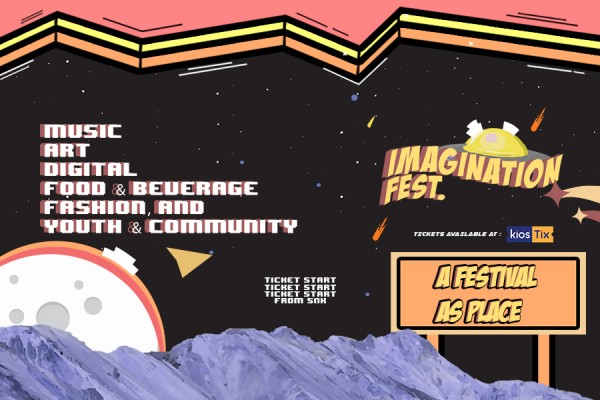 MUSIC
ART
DIGITAL
FOOD & BEVERAGE
FASHION, AND
YOUTH & COMMUNITY
IMAGINATION
FEST.
TICKETS AVAILABLE AT : kiosTix
TICKET START
TICKET START
TICKET START
FROM 50K
A FESTIVAL
AS PLACE